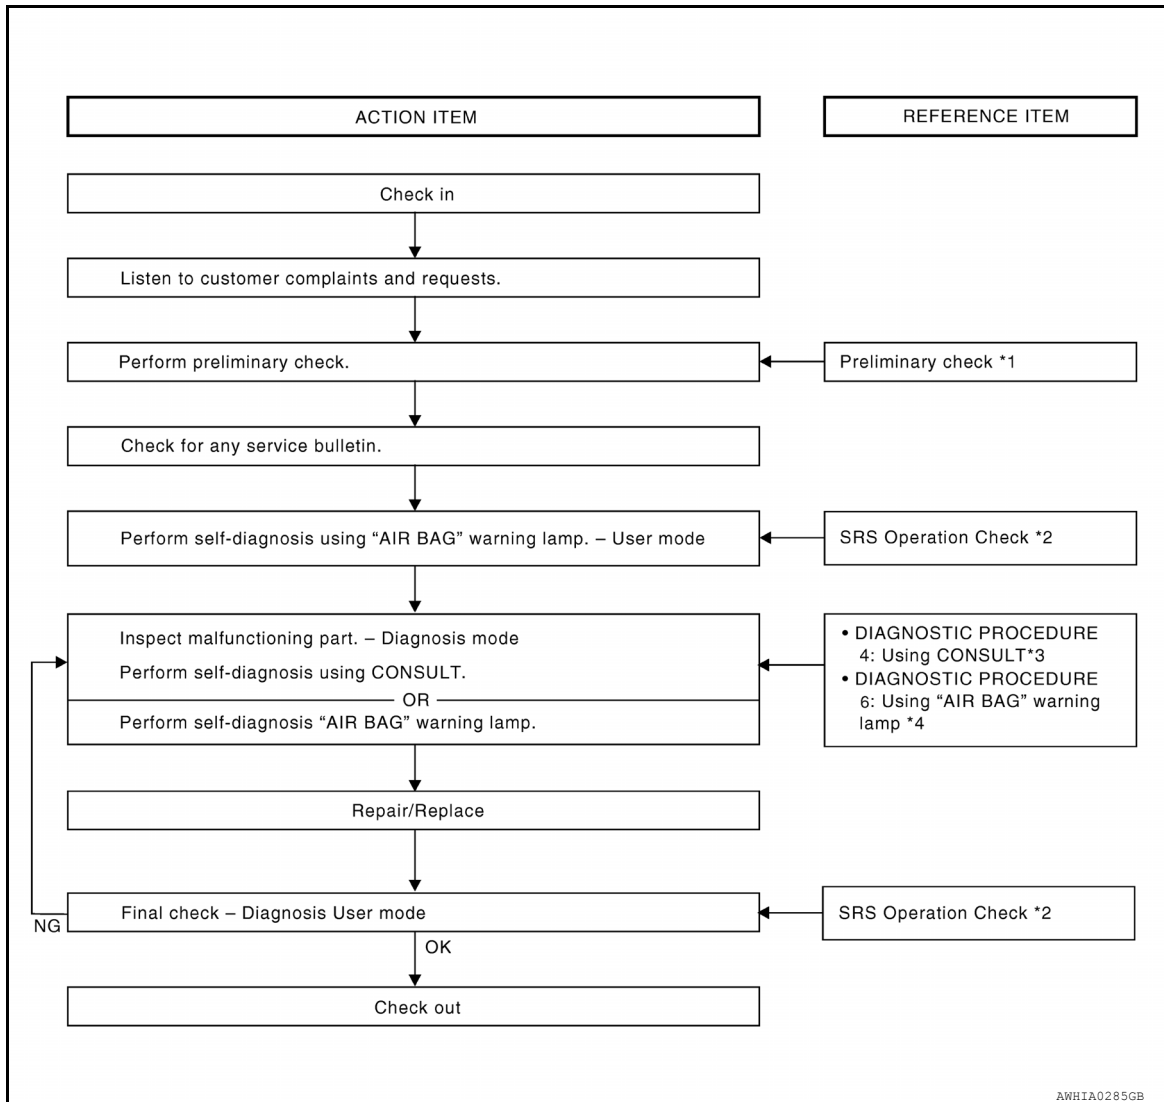 ACTION ITEM
REFERENCE ITEM
Check in
Listen to customer complaints and requests.
Perform preliminary check.
Preliminary check *1
Check for any service bulletin.
Perform self-diagnosis using “AIR BAG” warning lamp. – User mode
SRS Operation Check *2
Inspect malfunctioning part. – Diagnosis mode
Perform self-diagnosis using CONSULT.
OR
Perform self-diagnosis “AIR BAG” warning lamp.
• DIAGNOSTIC PROCEDURE
4: Using CONSULT*3
• DIAGNOSTIC PROCEDURE
6: Using “AIR BAG” warning
lamp *4
Repair/Replace
Final check – Diagnosis User mode
SRS Operation Check *2
NG
OK
Check out
AWHIA0285GB